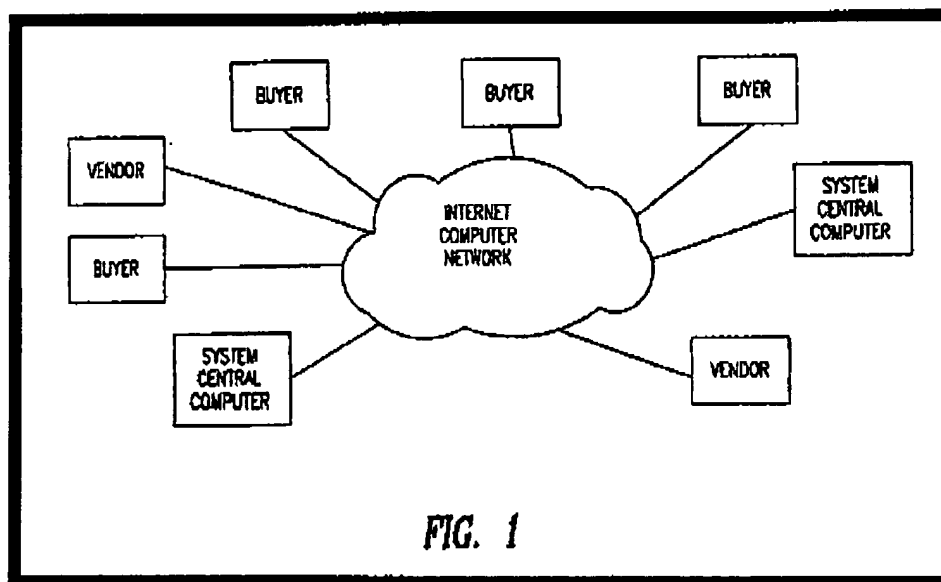 BUYER
BUYER
BUYER
VENDOR
INTERNET
COMPUTER
NETWORK
SYSTEM
CENTRAL
COMPUTER
BUYER
SYSTEM
CENTRAL
COMPUTER
VENDOR
FIG. 1